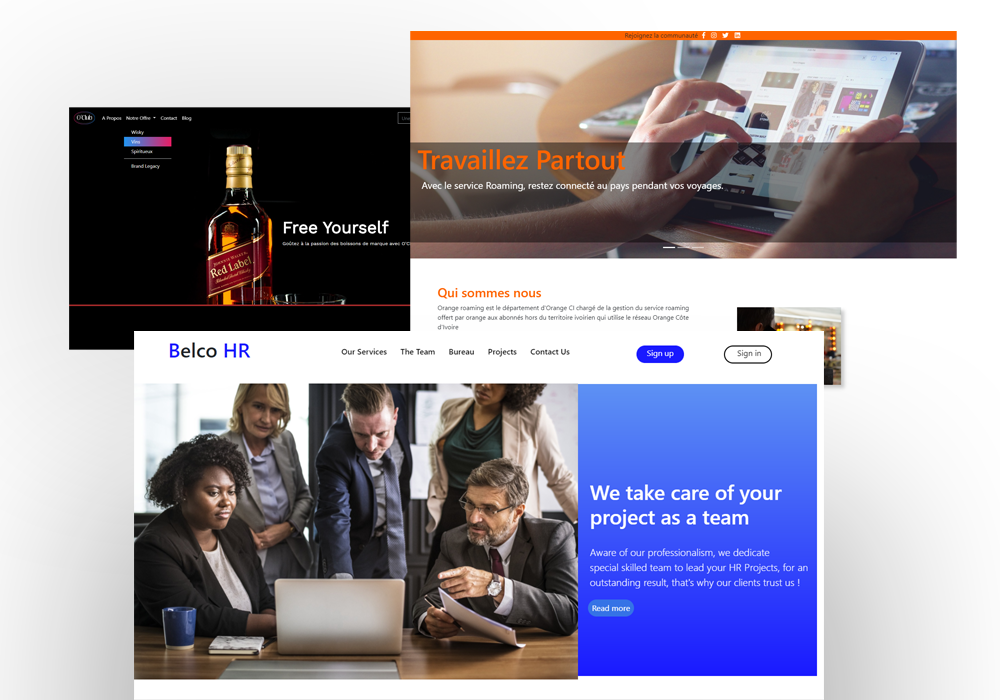 Rejoignez la communauté
Travaillez Partout
Avec le service Roaming, restez connecté au pays pendant vos voyages.
Qui sommes nous
Orange roaming est le département d'Orange CI chargé de la gestion du service roaming
offert par orange aux abonnés hors du territoire ivoirien qui utilise le réseau Orange Côte
d'Ivoire
O'Club
A Propos Notre Offre Contact Blog
Wisky
Vins
Spiritueux
Brand Legacy
Free Yourself
Goûtez à la passion des boissons de marque avec O'C
Red Label
Belco HR
Our Services The Team Bureau Projects Contact Us Sign up Sign in
We take care of your
project as a team
Aware of our professionalism, we dedicate
special skilled team to lead your HR Projects, for an
outstanding result, that's why our clients trust us !
Read more